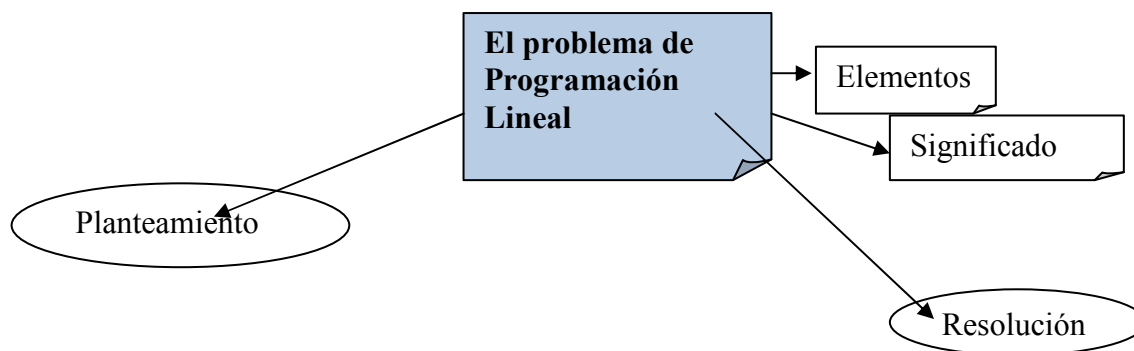 El problema de
Programación
Lineal
Elementos
Significado
Planteamiento
Resolución